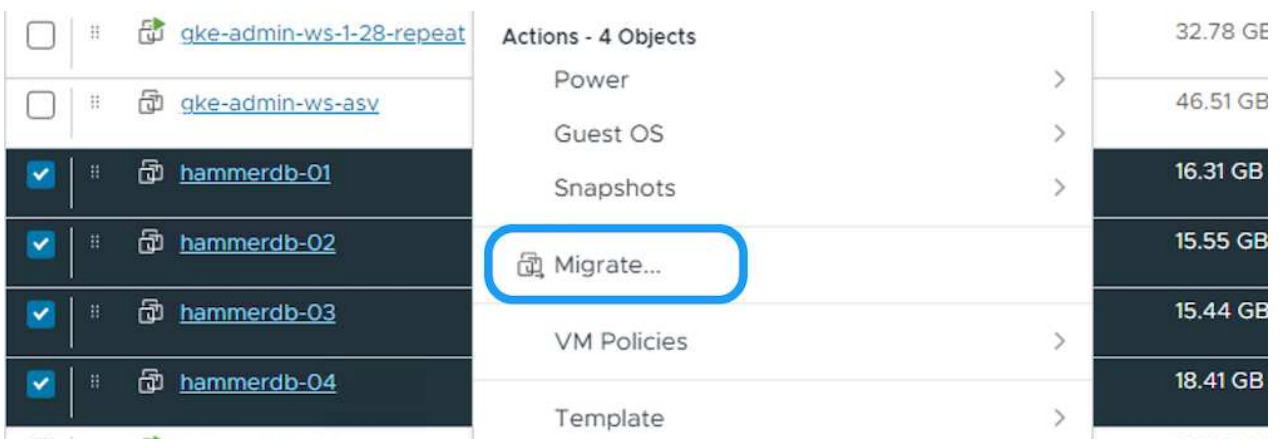 gke-admin-ws-1-28-repeat
Actions - 4 Objects
32.78 GB
Power
gke-admin-ws-asv
46.51 GB
Guest OS
hammerdb-01
16.31 GB
Snapshots
hammerdb-02
15.55 GB
Migrate...
hammerdb-03
15.44 GB
VM Policies
hammerdb-04
18.41 GB
Template